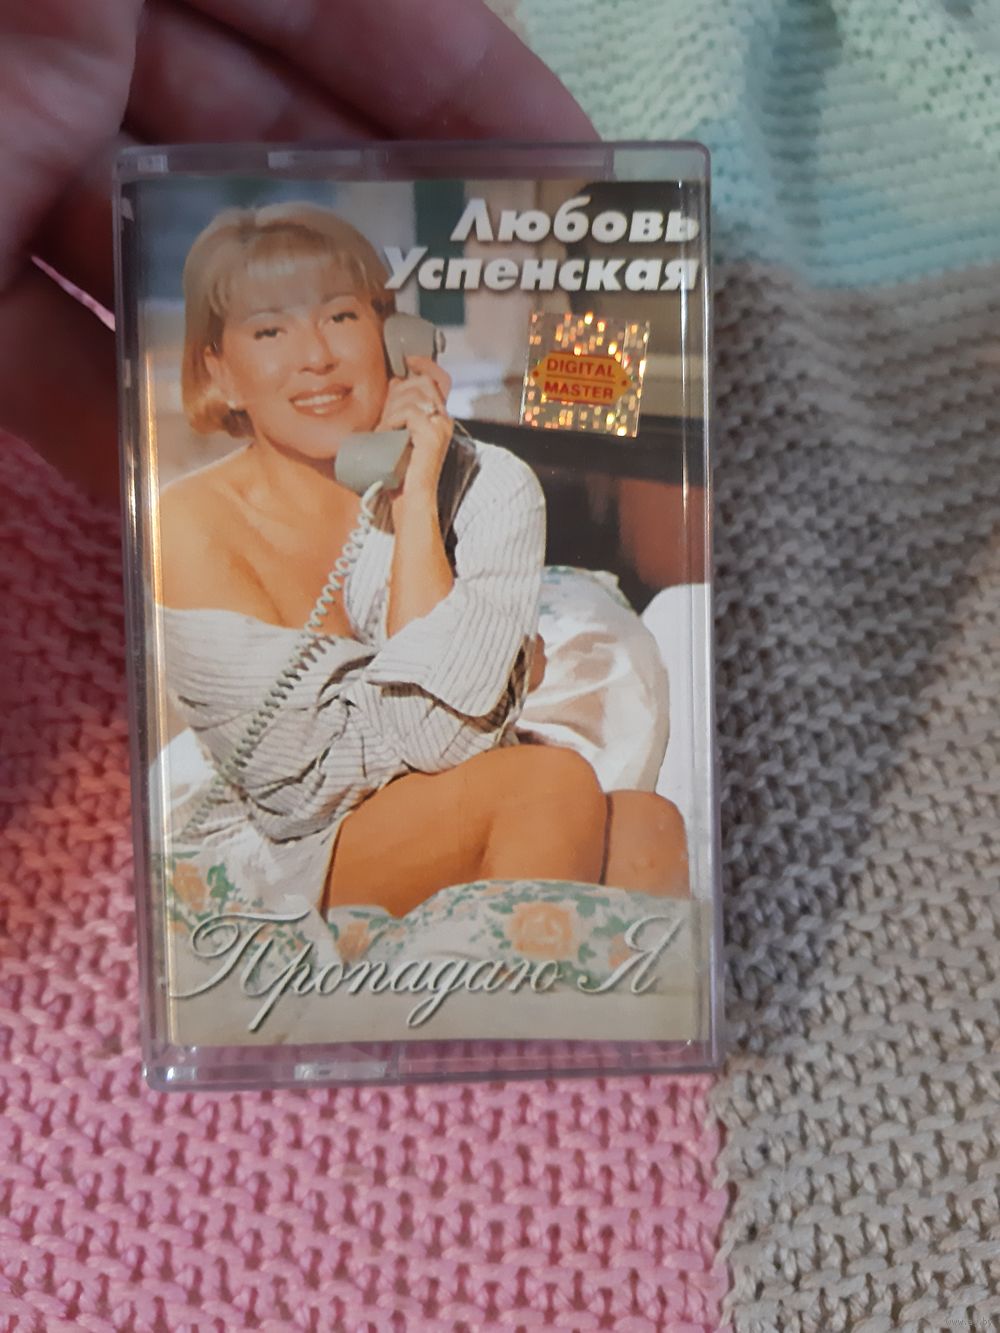 Любовь
Успенская
DIGITAL
MASTER
Пропадаю Я